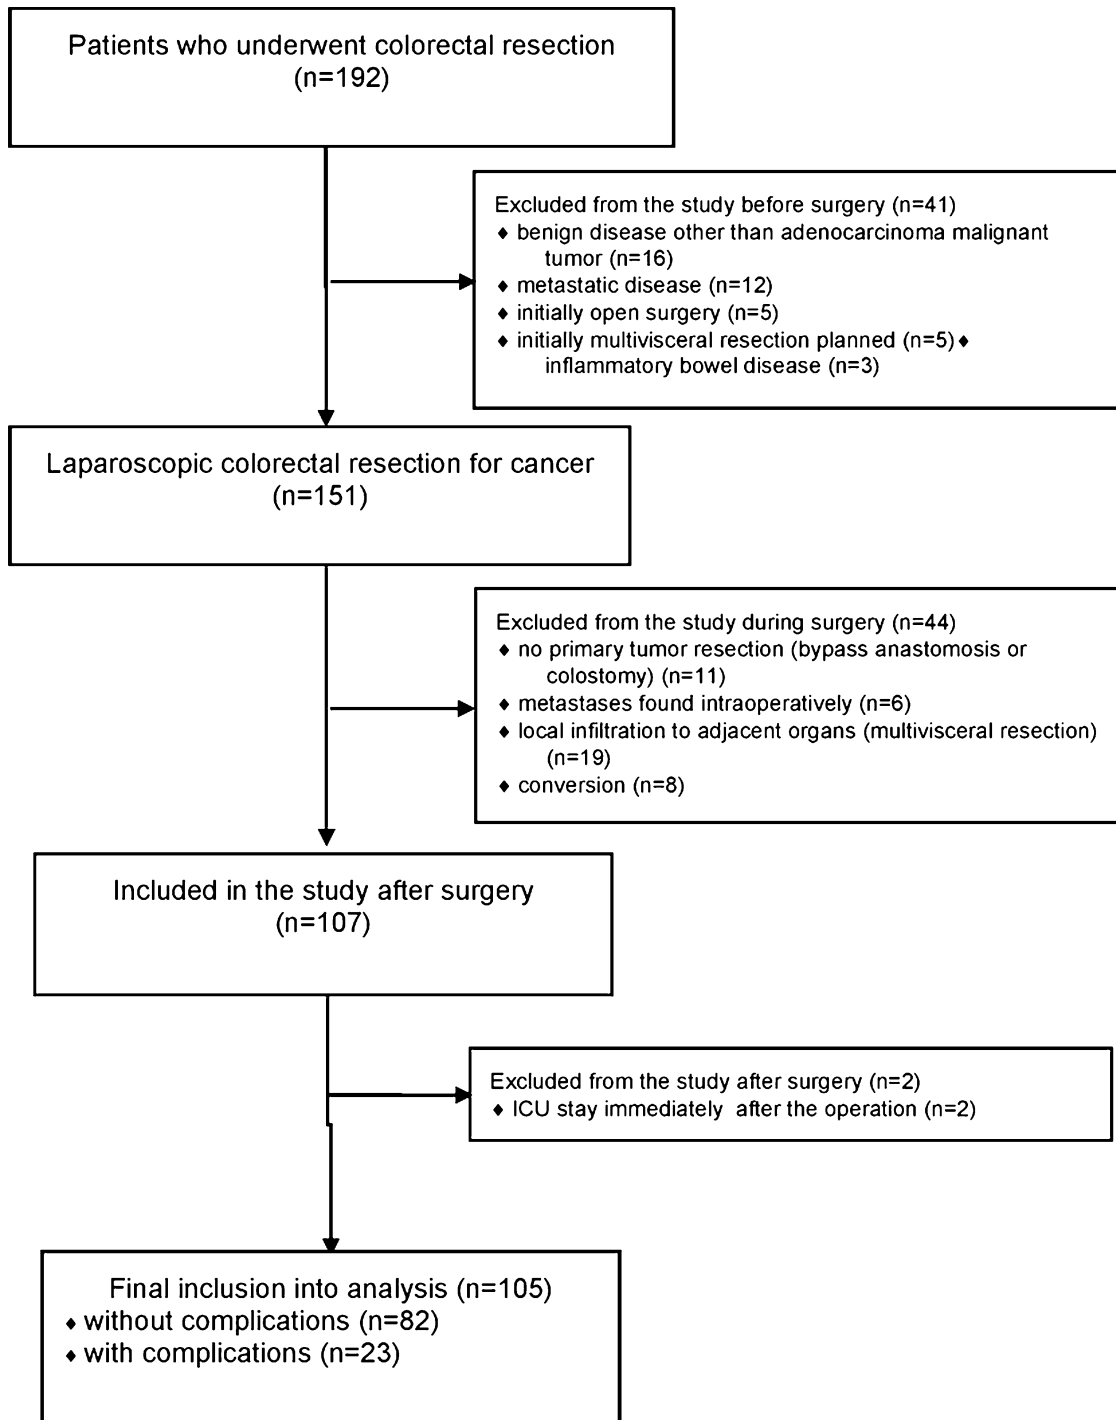 Patients who underwent colorectal resection
(n=192)
Excluded from the study before surgery (n=41)
♦ benign disease other than adenocarcinoma malignant
tumor (n=16)
♦ metastatic disease (n=12)
♦ initially open surgery (n=5)
♦ initially multivisceral resection planned (n=5) ♦
inflammatory bowel disease (n=3)
Laparoscopic colorectal resection for cancer
(n=151)
Excluded from the study during surgery (n=44)
♦ no primary tumor resection (bypass anastomosis or
colostomy) (n=11)
♦ metastases found intraoperatively (n=6)
♦ local infiltration to adjacent organs (multivisceral resection)
(n=19)
♦ conversion (n=8)
Included in the study after surgery
(n=107)
Excluded from the study after surgery (n=2)
♦ ICU stay immediately after the operation (n=2)
Final inclusion into analysis (n=105)
♦ without complications (n=82)
♦ with complications (n=23)